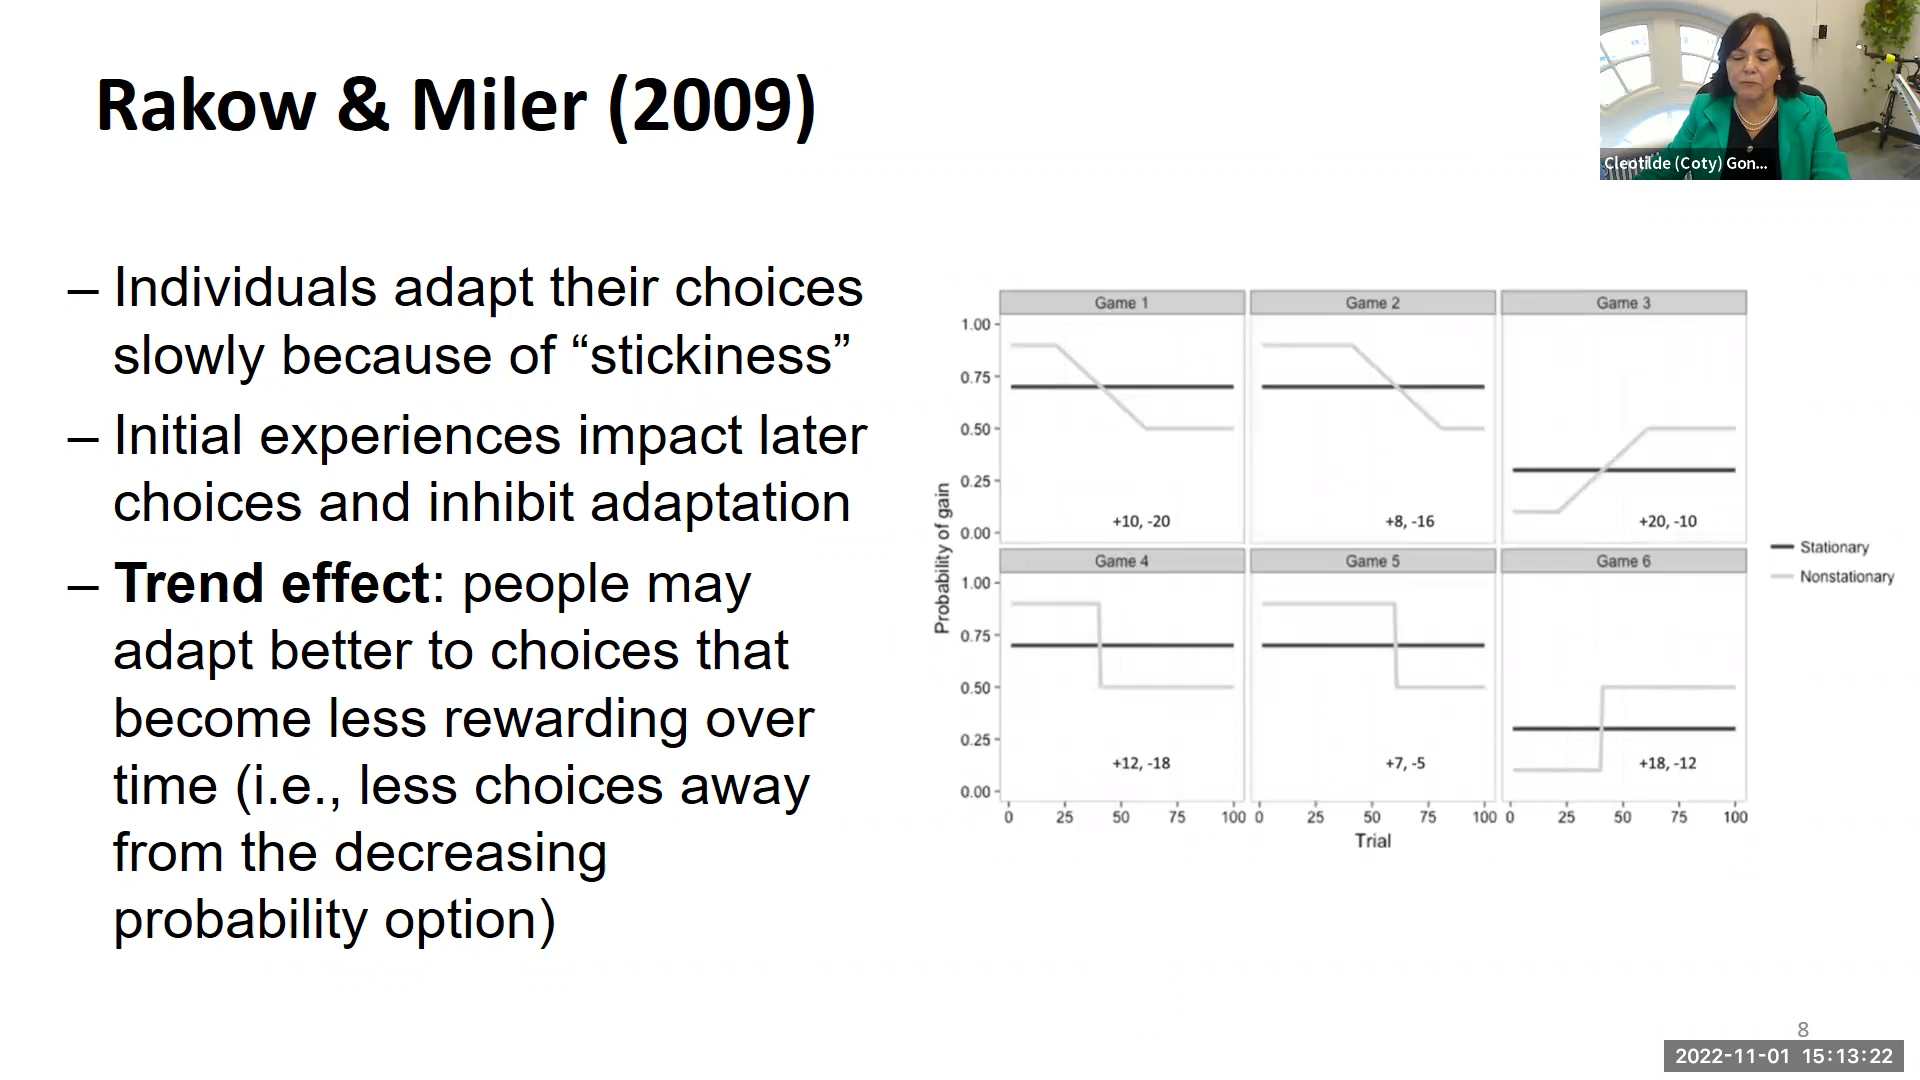 Rakow & Miler (2009)
Cleotilde (Coty) Gon...
– Individuals adapt their choices
slowly because of “stickiness”
– Initial experiences impact later
choices and inhibit adaptation
– Trend effect: people may
adapt better to choices that
become less rewarding over
time (i.e., less choices away
from the decreasing
probability option)
Probability of gain
Game 1
Game 2
Game 3
1.00
0.75
0.50
0.25
0.00
+10, -20
+8, -16
+20, -10
Game 4
Game 5
Game 6
1.00
0.75
0.50
0.25
0.00
+12, -18
+7, -5
+18, -12
0 25 50 75 100
0 25 50 75 100
0 25 50 75 100
Trial
Stationary
Nonstationary
8
2022-11-01 15:13:22